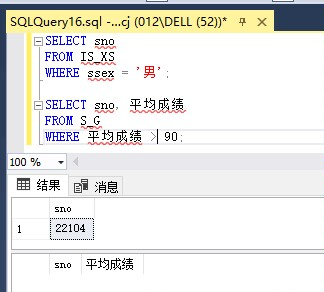 SQLQuery16.sql -...cj (012\DELL (52))*
SELECT sno
FROM IS_XS
WHERE ssex = '男';
SELECT sno, 平均成绩
FROM S_G
WHERE 平均成绩 > 90;
100 %
结果 消息
sno
1 22104
sno 平均成绩